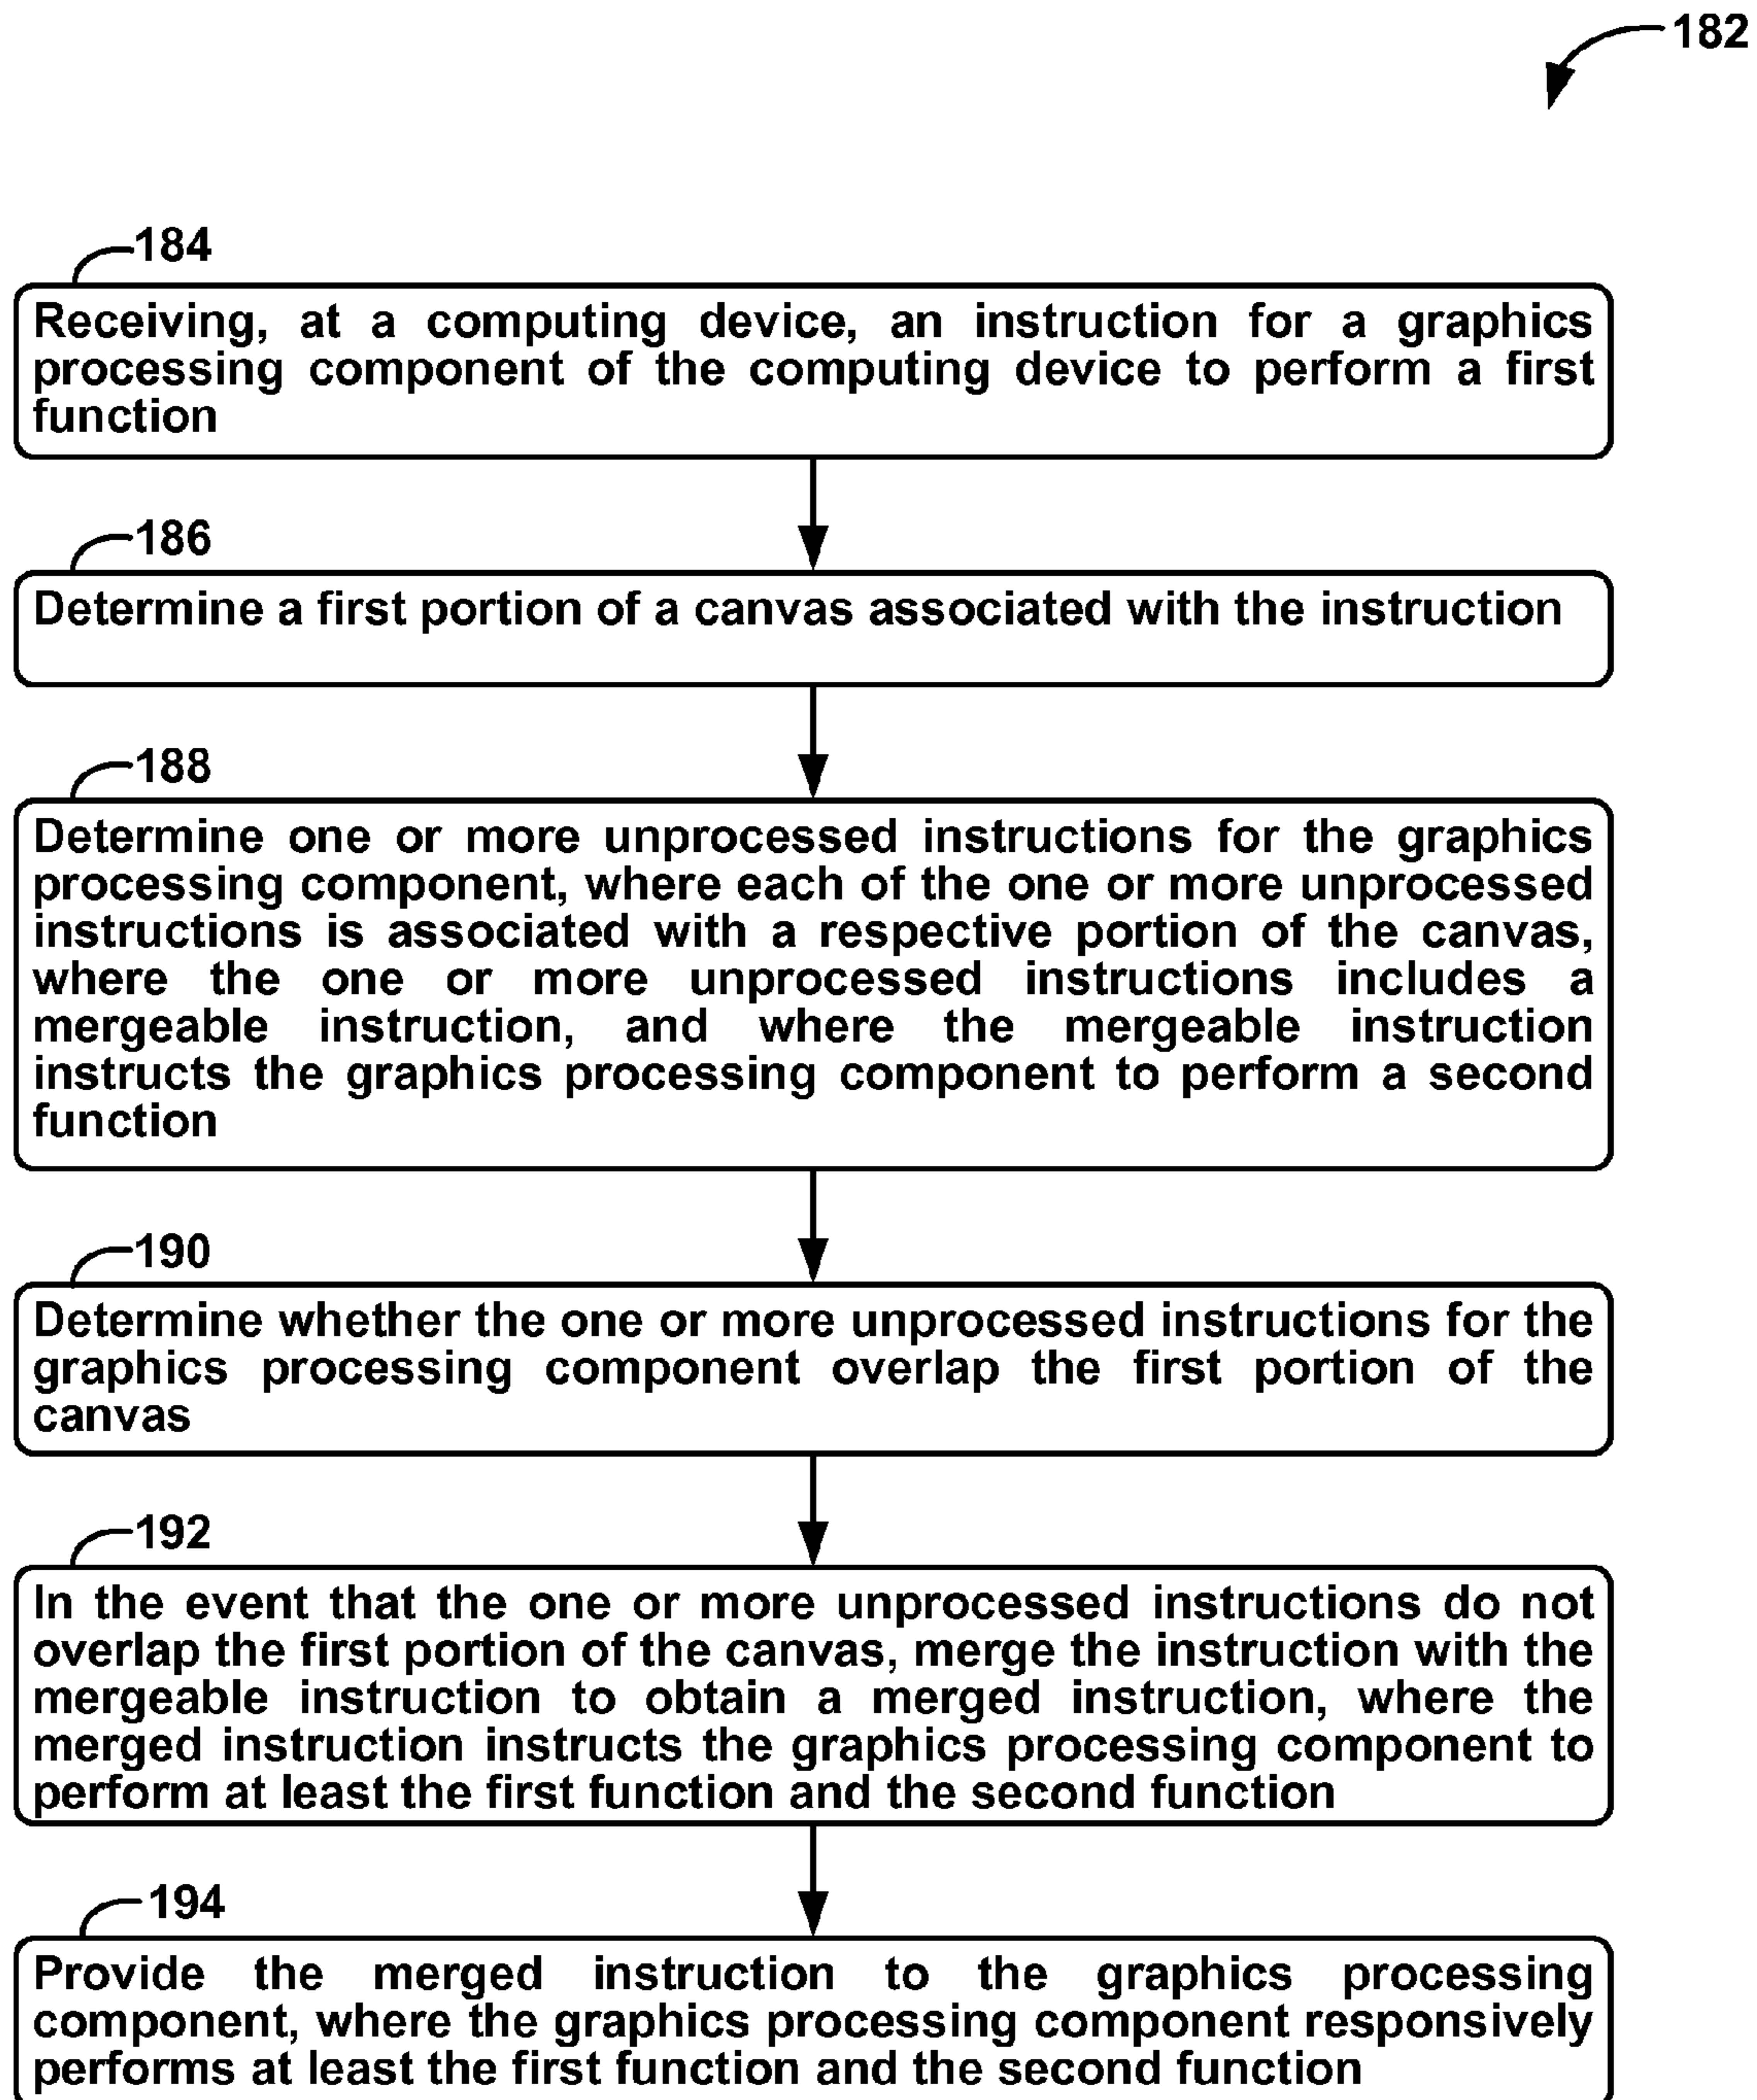 182
184
Receiving, at a computing device, an instruction for a graphics
processing component of the computing device to perform a first
function
186
Determine a first portion of a canvas associated with the instruction
188
Determine one or more unprocessed instructions for the graphics
processing component, where each of the one or more unprocessed
instructions is associated with a respective portion of the canvas,
where the one or more unprocessed instructions includes a
mergeable instruction, and where the mergeable instruction
instructs the graphics processing component to perform a second
function
190
Determine whether the one or more unprocessed instructions for the
graphics processing component overlap the first portion of the
canvas
192
In the event that the one or more unprocessed instructions do not
overlap the first portion of the canvas, merge the instruction with the
mergeable instruction to obtain a merged instruction, where the
merged instruction instructs the graphics processing component to
perform at least the first function and the second function
194
Provide the merged instruction to the graphics processing
component, where the graphics processing component responsively
performs at least the first function and the second function